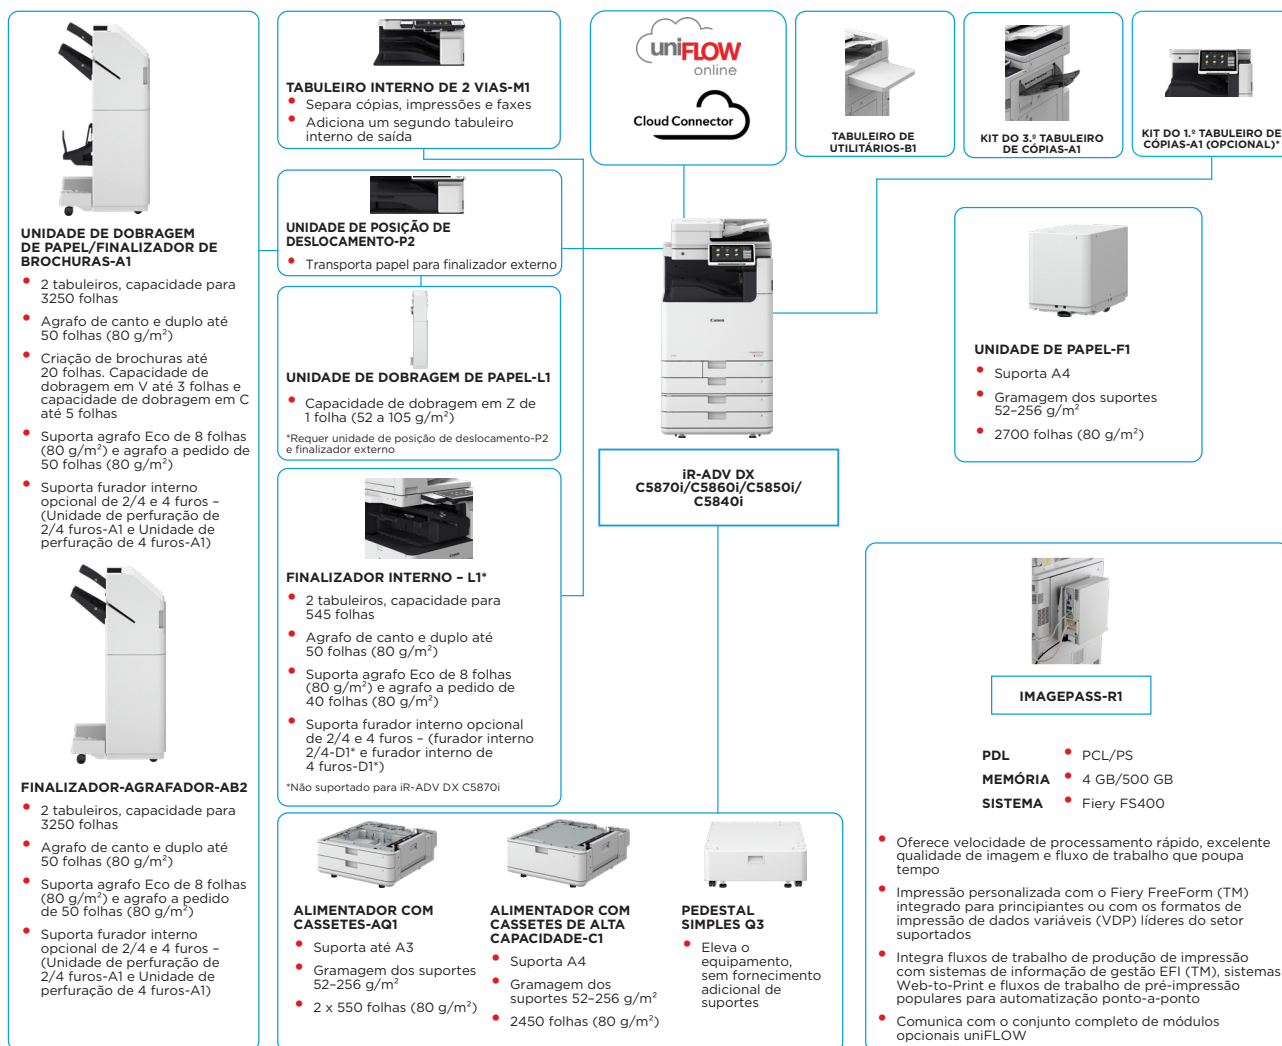 UNIDADE DE DOBRAGEM
DE PAPEL/FINALIZADOR DE
BROCHURAS-A1
• 2 tabuleiros, capacidade para
3250 folhas
• Agrafo de canto e duplo até
50 folhas (80 g/m²)
• Criação de brochuras até
20 folhas. Capacidade de
dobragem em V até 3 folhas e
capacidade de dobragem em C
até 5 folhas
• Suporta agrafo Eco de 8 folhas
(80 g/m²) e agrafo a pedido de
50 folhas (80 g/m²)
• Suporta furador interno
opcional de 2/4 e 4 furos –
(Unidade de perfuração de
2/4 furos-A1 e Unidade de
perfuração de 4 furos-A1)
FINALIZADOR-AGRAFADOR-AB2
• 2 tabuleiros, capacidade para
3250 folhas
• Agrafo de canto e duplo até
50 folhas (80 g/m²)
• Suporta agrafo Eco de 8 folhas
(80 g/m²) e agrafo a pedido
de 50 folhas (80 g/m²)
• Suporta furador interno
opcional de 2/4 e 4 furos –
(Unidade de perfuração de
2/4 furos-A1 e Unidade de
perfuração de 4 furos-A1)
TABULEIRO INTERNO DE 2 VIAS-M1
• Separa cópias, impressões e faxes
• Adiciona um segundo tabuleiro
interno de saída
UNIDADE DE POSIÇÃO DE
DESLOCAMENTO-P2
• Transporta papel para finalizador externo
UNIDADE DE DOBRAGEM DE PAPEL-L1
• Capacidade de dobragem em Z de
1 folha (52 a 105 g/m²)
*Requer unidade de posição de deslocamento-P2
e finalizador externo
FINALIZADOR INTERNO – L1*
• 2 tabuleiros, capacidade para
545 folhas
• Agrafo de canto e duplo até
50 folhas (80 g/m²)
• Suporta agrafo Eco de 8 folhas
(80 g/m²) e agrafo a pedido de
40 folhas (80 g/m²)
• Suporta furador interno opcional
de 2/4 e 4 furos – (furador interno
2/4-D1* e furador interno de
4 furos-D1*)
*Não suportado para iR-ADV DX C5870i
uniFLOW
online
Cloud Connector
Canon
iR-ADV DX
C5870i/C5860i/C5850i/
C5840i
TABULEIRO DE
UTILITÁRIOS-B1
KIT DO 3.º TABULEIRO
DE CÓPIAS-A1
KIT DO 1.º TABULEIRO DE
CÓPIAS-A1 (OPCIONAL)*
UNIDADE DE PAPEL-F1
• Suporta A4
• Gramagem dos suportes
52–256 g/m²
• 2700 folhas (80 g/m²)
ALIMENTADOR COM
CASSETES-AQ1
• Suporta até A3
• Gramagem dos suportes
52–256 g/m²
• 2 x 550 folhas (80 g/m²)
ALIMENTADOR COM
CASSETES DE ALTA
CAPACIDADE-C1
• Suporta A4
• Gramagem dos
suportes 52–256 g/m²
• 2450 folhas (80 g/m²)
PEDESTAL
SIMPLES Q3
• Eleva o
equipamento,
sem fornecimento
adicional de
suportes
IMAGEPASS-R1
PDL • PCL/PS
MEMÓRIA • 4 GB/500 GB
SISTEMA • Fiery FS400
• Oferece velocidade de processamento rápido, excelente
qualidade de imagem e fluxo de trabalho que poupa
tempo
• Impressão personalizada com o Fiery FreeForm (TM)
integrado para principiantes ou com os formatos de
impressão de dados variáveis (VDP) líderes do setor
suportados
• Integra fluxos de trabalho de produção de impressão
com sistemas de informação de gestão EFI (TM), sistemas
Web-to-Print e fluxos de trabalho de pré-impressão
populares para automatização ponto-a-ponto
• Comunica com o conjunto completo de módulos
opcionais uniFLOW